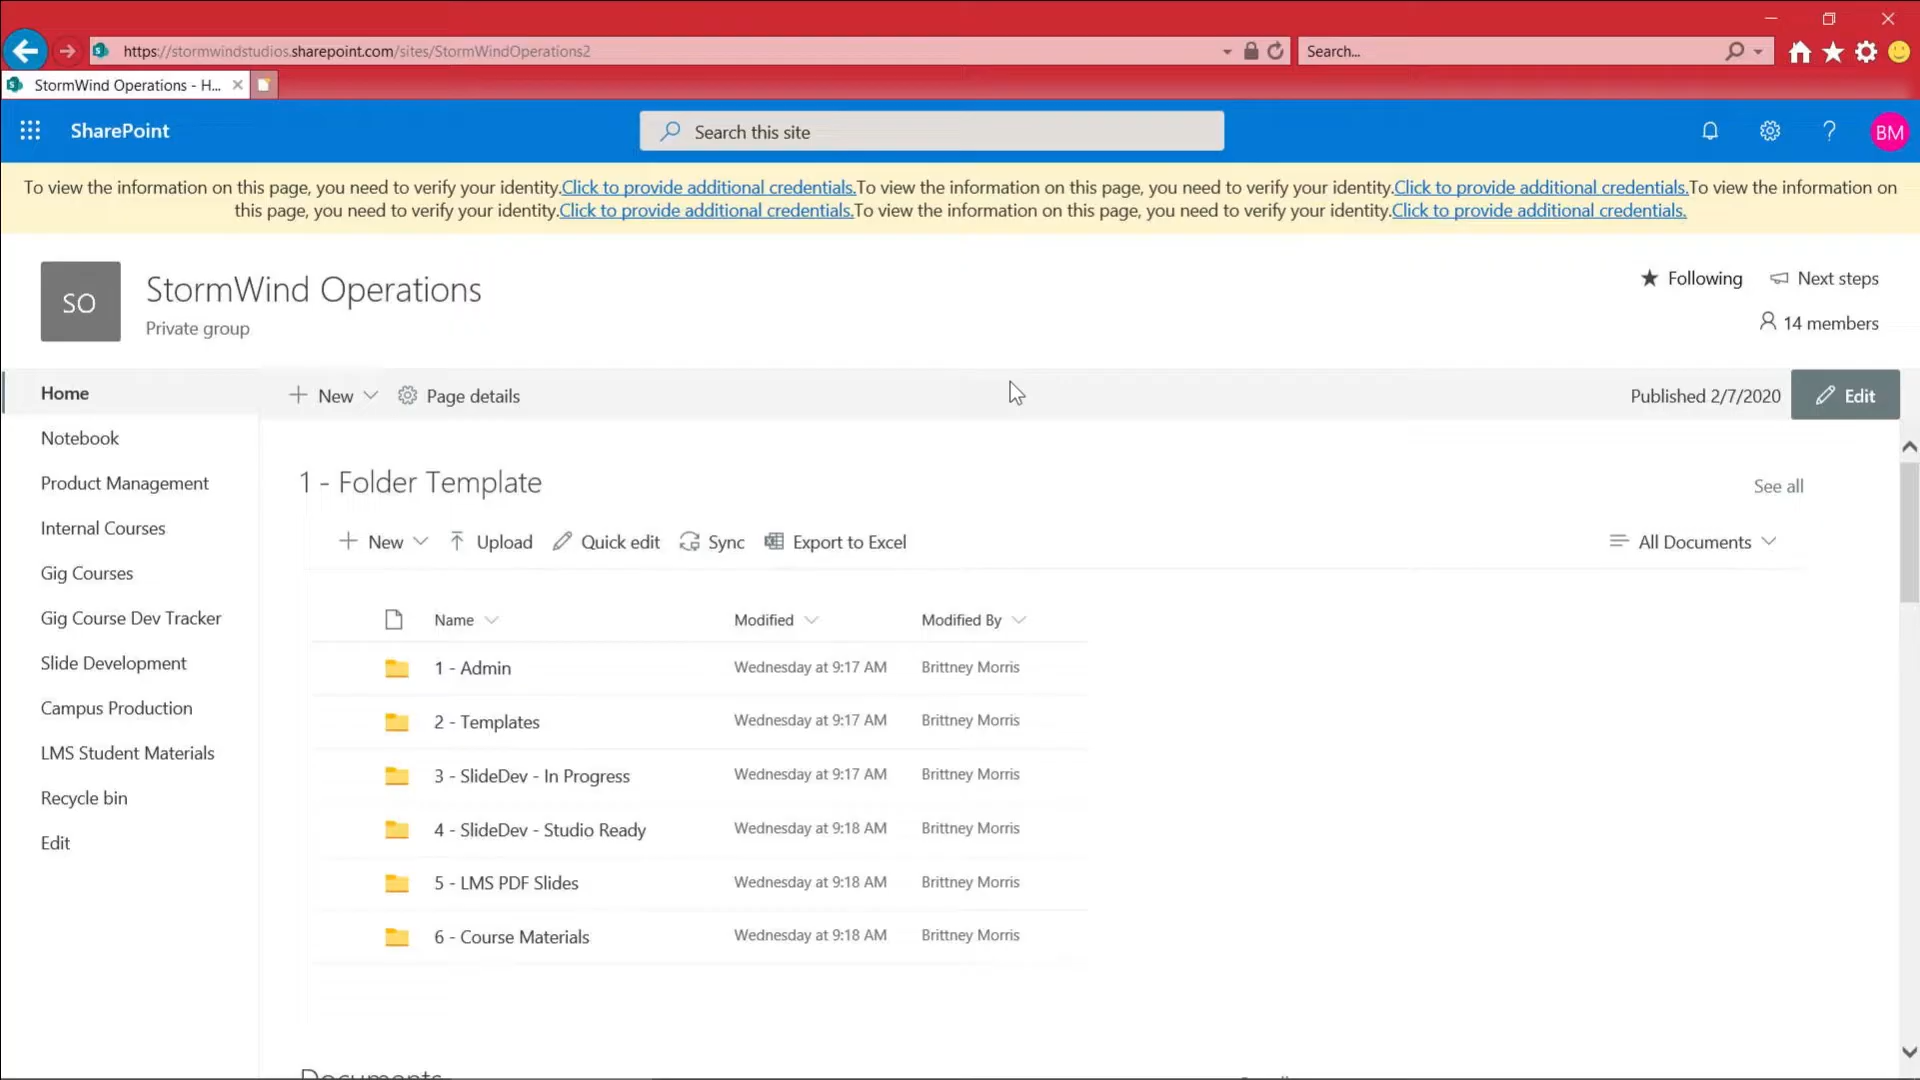 https://stormwindstudios.sharepoint.com/sites/StormWindOperations2
Search...
StormWind Operations - H...
SharePoint
Search this site
BM
To view the information on this page, you need to verify your identity.Click to provide additional credentials.To view the information on this page, you need to verify your identity.Click to provide additional credentials.To view the information on
this page, you need to verify your identity.Click to provide additional credentials.To view the information on this page, you need to verify your identity.Click to provide additional credentials.
SO
StormWind Operations
Private group
Following
Next steps
14 members
Home
Notebook
Product Management
Internal Courses
Gig Courses
Gig Course Dev Tracker
Slide Development
Campus Production
LMS Student Materials
Recycle bin
Edit
New
Page details
Published 2/7/2020
Edit
1 - Folder Template
See all
New
Upload
Quick edit
Sync
Export to Excel
All Documents
Name
Modified
Modified By
1 - Admin
Wednesday at 9:17 AM
Brittney Morris
2 - Templates
Wednesday at 9:17 AM
Brittney Morris
3 - SlideDev - In Progress
Wednesday at 9:17 AM
Brittney Morris
4 - SlideDev - Studio Ready
Wednesday at 9:18 AM
Brittney Morris
5 - LMS PDF Slides
Wednesday at 9:18 AM
Brittney Morris
6 - Course Materials
Wednesday at 9:18 AM
Brittney Morris
Documents